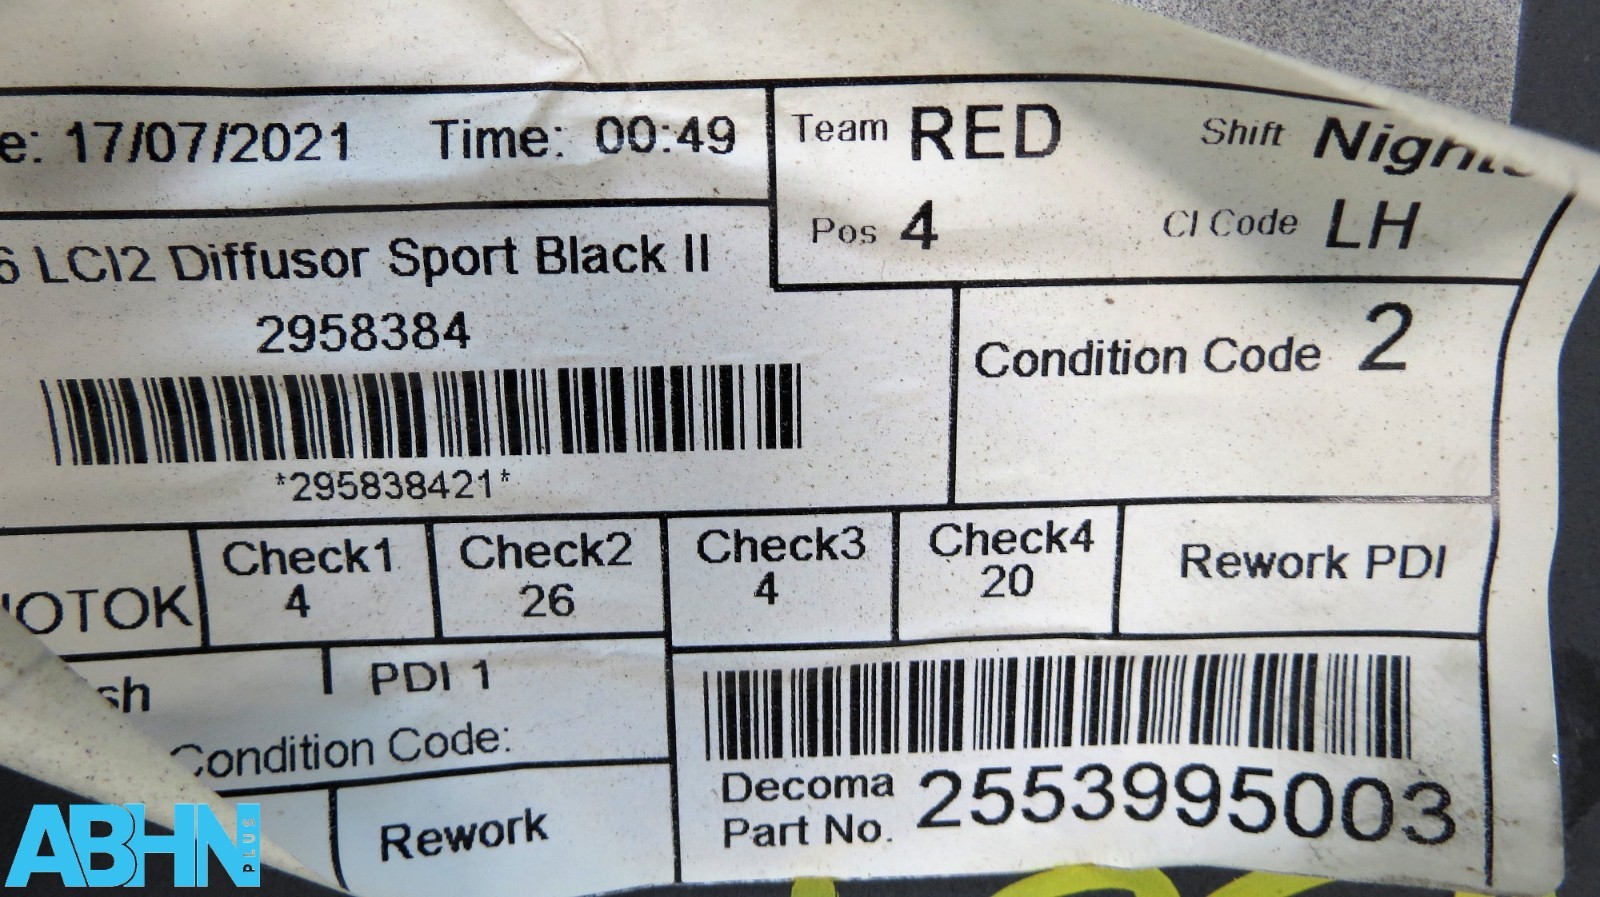 e: 17/07/2021 Time: 00:49
Team RED Shift Nights
Pos 4 CI Code LH
6 LCI2 Diffusor Sport Black II
2958384
Condition Code 2
*295838421*
OTOK
Check1
4
Check2
26
Check3
4
Check4
20
Rework PDI
sh
PDI 1
Condition Code:
Rework
Decoma
Part No. 2553995003
ABHN
PLUS